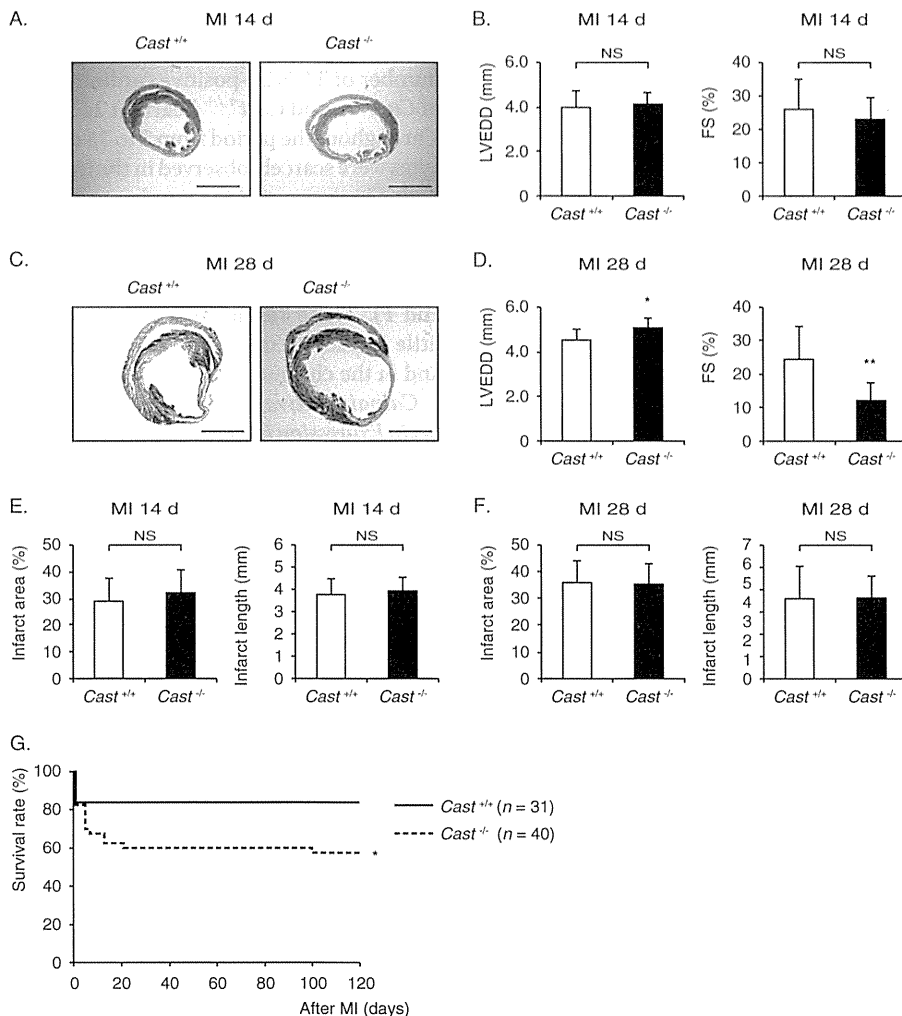 A.
MI 14 d
Cast +/+
Cast -/-
B.
MI 14 d
LVEDD (mm)
6.0
4.0
2.0
0
NS
Cast +/+
Cast -/-
MI 14 d
FS (%)
40
30
20
10
0
NS
Cast +/+
Cast -/-
C.
MI 28 d
Cast +/+
Cast -/-
D.
MI 28 d
LVEDD (mm)
6.0
4.0
2.0
0
*
Cast +/+
Cast -/-
MI 28 d
FS (%)
40
30
20
10
0
**
Cast +/+
Cast -/-
E.
MI 14 d
Infarct area (%)
50
40
30
20
10
0
NS
Cast +/+
Cast -/-
MI 14 d
Infarct length (mm)
6
5
4
3
2
1
0
NS
Cast +/+
Cast -/-
F.
MI 28 d
Infarct area (%)
50
40
30
20
10
0
NS
Cast +/+
Cast -/-
MI 28 d
Infarct length (mm)
7
6
5
4
3
2
1
0
NS
Cast +/+
Cast -/-
G.
Survival rate (%)
100
80
60
40
20
0
0 20 40 60 80 100 120
After MI (days)
*
Cast +/+ (n = 31)
Cast -/- (n = 40)